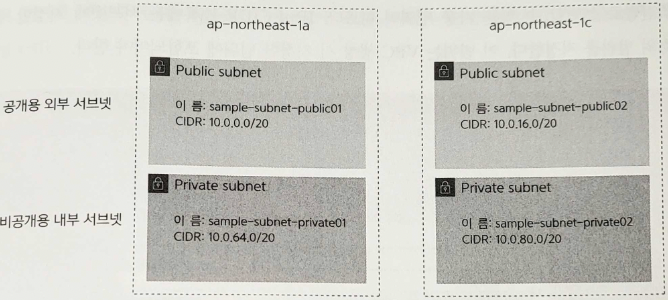 ap-northeast-1a
ap-northeast-1c
공개용 외부 서브넷
Public subnet
이 름: sample-subnet-public01
CIDR: 10.0.0.0/20
Public subnet
이 름: sample-subnet-public02
CIDR: 10.0.16.0/20
비공개용 내부 서브넷
Private subnet
이 름: sample-subnet-private01
CIDR: 10.0.64.0/20
Private subnet
이 름: sample-subnet-private02
CIDR: 10.0.80.0/20